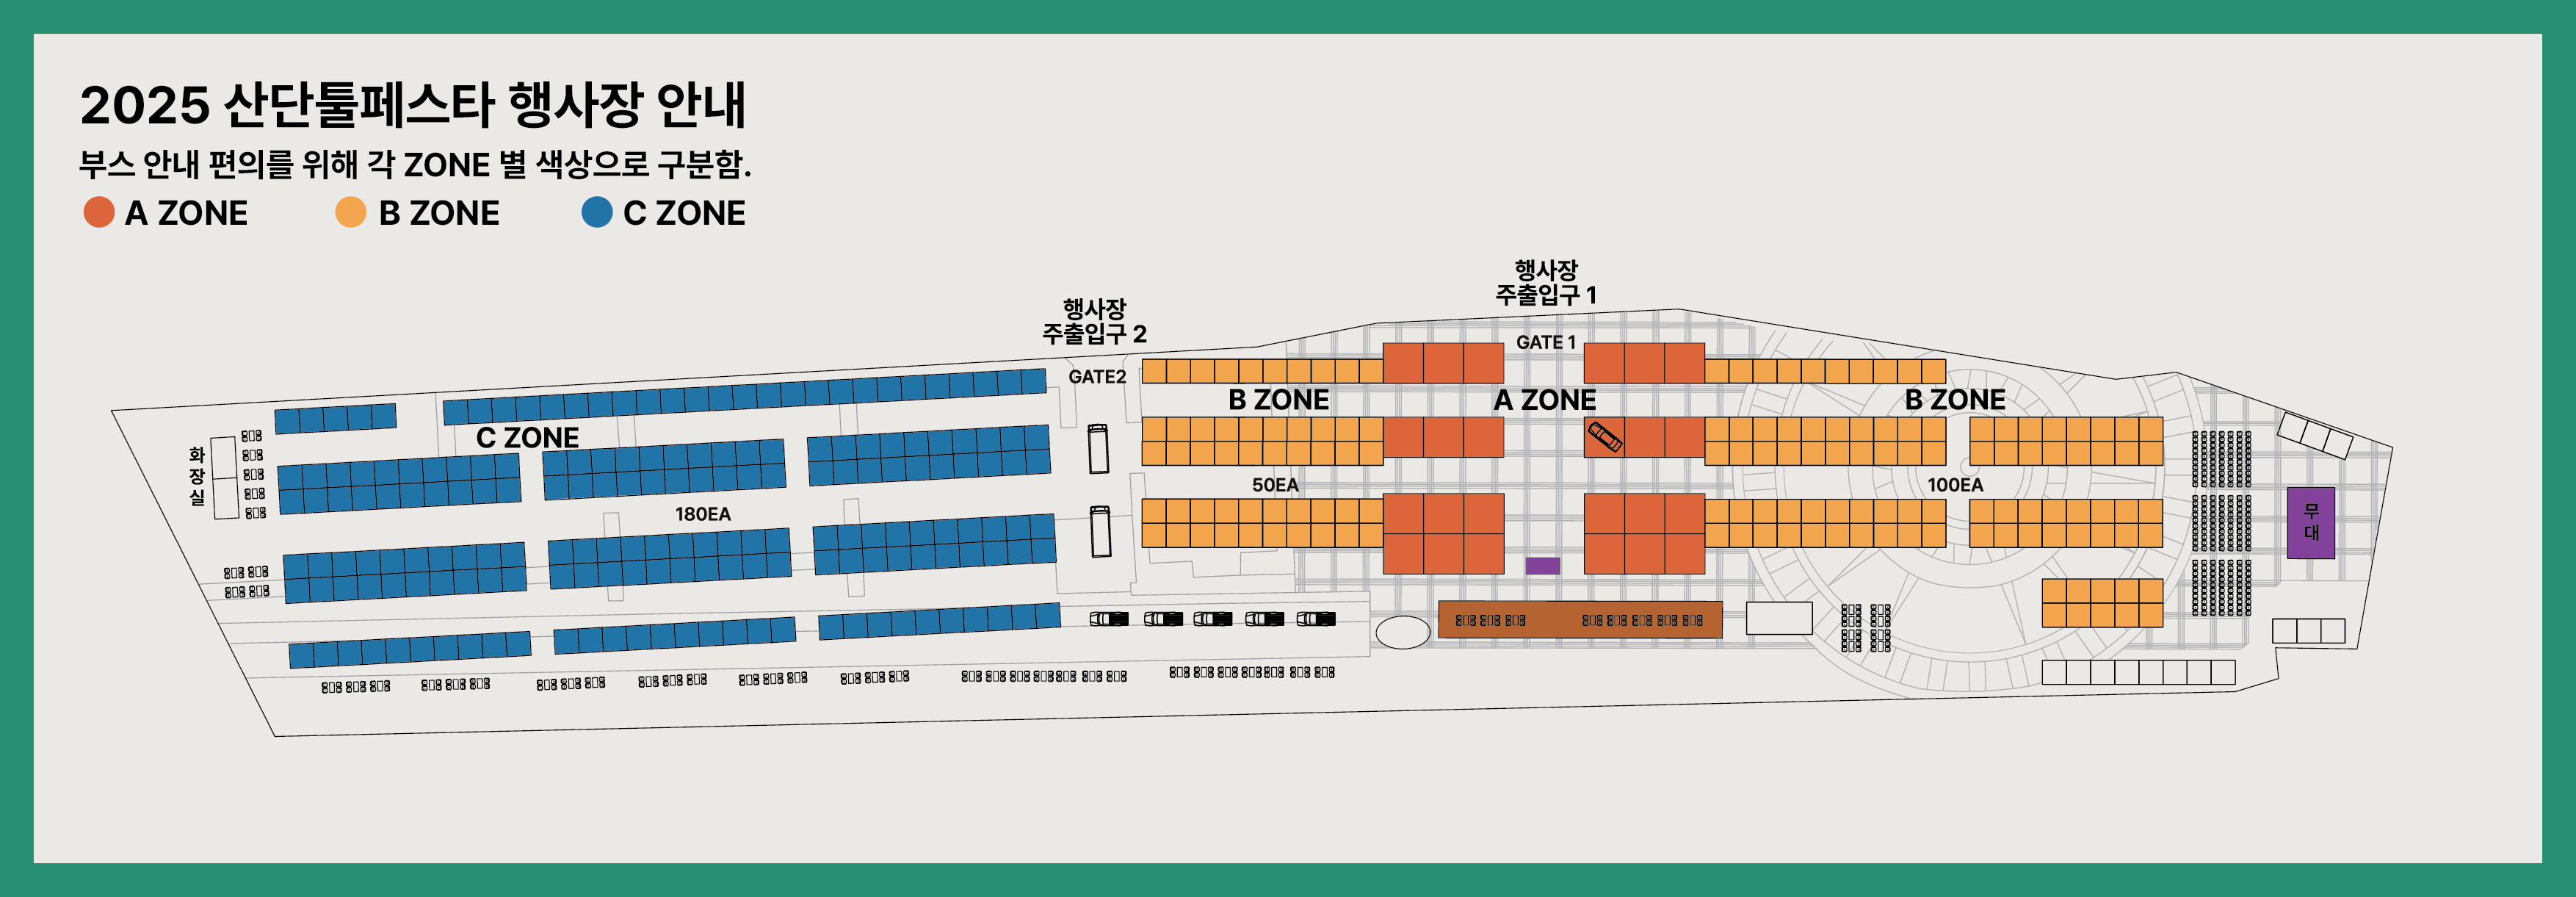 2025 산단툴페스타 행사장 안내
부스 안내 편의를 위해 각 ZONE 별 색상으로 구분함.
A ZONE
B ZONE
C ZONE
행사장
주출입구 1
행사장
주출입구 2
GATE 1
GATE2
B ZONE
A ZONE
B ZONE
C ZONE
화
장
실
50EA
100EA
180EA
무
대